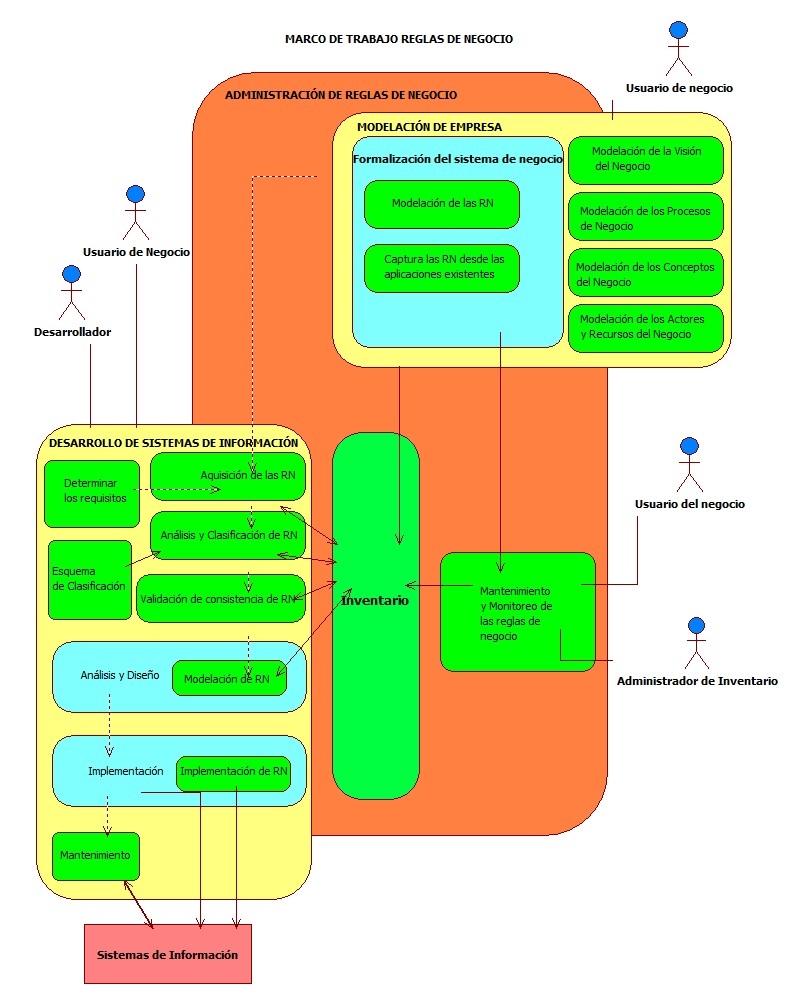 MARCO DE TRABAJO REGLAS DE NEGOCIO
Usuario de negocio
ADMINISTRACIÓN DE REGLAS DE NEGOCIO
MODELACIÓN DE EMPRESA
Formalización del sistema de negocio
Modelación de las RN
Captura las RN desde las
aplicaciones existentes
Modelación de la Visión
del Negocio
Modelación de los Procesos
de Negocio
Modelación de los Conceptos
del Negocio
Modelación de los Actores
y Recursos del Negocio
Usuario de Negocio
Desarrollador
DESARROLLO DE SISTEMAS DE INFORMACIÓN
Determinar
los requisitos
Aquisición de las RN
Análisis y Clasificación de RN
Esquema
de Clasificación
Validación de consistencia de RN
Análisis y Diseño
Modelación de RN
Implementación
Implementación de RN
Mantenimiento
Sistemas de Información
Inventario
Mantenimiento
y Monitoreo de
las reglas de
negocio
Usuario del negocio
Administrador de Inventario